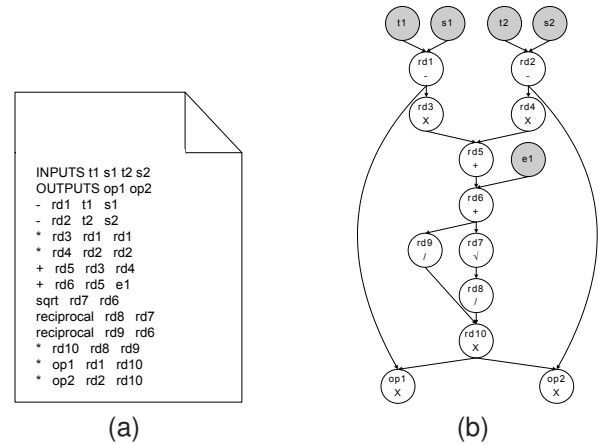 INPUTS t1 s1 t2 s2
OUTPUTS op1 op2
- rd1 t1 s1
- rd2 t2 s2
* rd3 rd1 rd1
* rd4 rd2 rd2
+ rd5 rd3 rd4
+ rd6 rd5 e1
sqrt rd7 rd6
reciprocal rd8 rd7
reciprocal rd9 rd6
* rd10 rd8 rd9
* op1 rd1 rd10
* op2 rd2 rd10
(a)
t1 s1 t2 s2
rd1 rd2
- -
rd3 rd4
X X
rd5 e1
+
rd6
+
rd9 rd7
/ √
rd8
/
rd10
X
op1 op2
X X
(b)